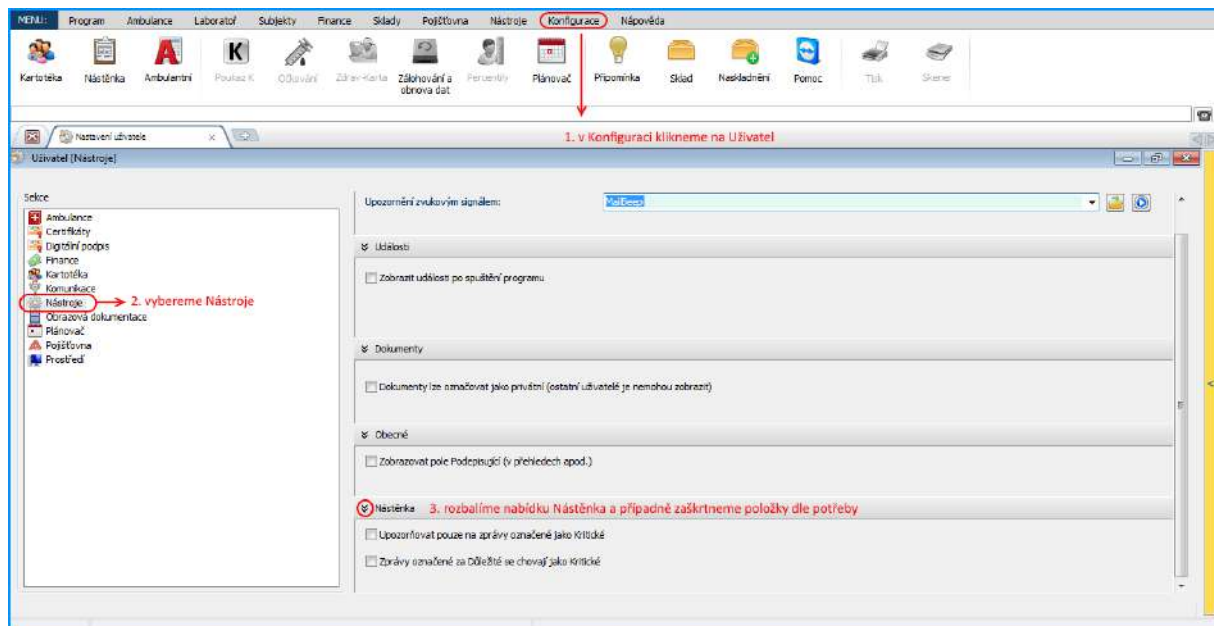 MENU: Program Ambulance Laboratoř Subjekty Finance Sklady Pojišťovna Nástroje Konfigurace Nápověda
Kartotéka Nástěnka Ambulantní Poukaz K Očkování Zdrav-Karta Zálohování a obnova dat Percentily Plánovač Připomínka Sklad Naskladnění Pomoc Tisk Skener
1. v Konfiguraci klikneme na Uživatel
Nastavení uživatele
Uživatel [Nástroje]
Sekce
Ambulance
Certifikáty
Digitální podpis
Finance
Kartotéka
Komunikace
Nástroje
2. vybereme Nástroje
Obrazová dokumentace
Plánovač
Pojišťovna
Prostředí
Upozornění zvukovým signálem: MailBeep
Události
Zobrazit události po spuštění programu
Dokumenty
Dokumenty lze označovat jako privátní (ostatní uživatelé je nemohou zobrazit)
Obecné
Zobrazovat pole Podepisující (v přehledech apod.)
Nástěnka 3. rozbalíme nabídku Nástěnka a případně zaškrtneme položky dle potřeby
Upozorňovat pouze na zprávy označené jako Kritické
Zprávy označené za Důležité se chovají jako Kritické